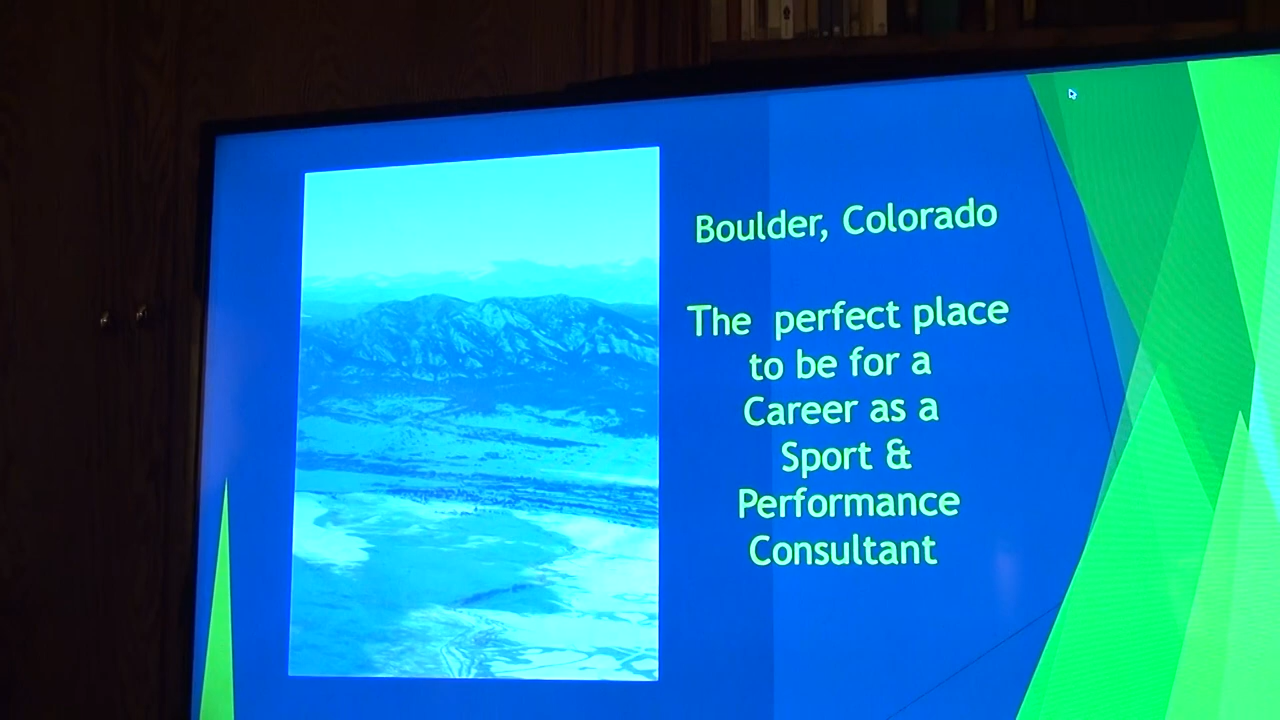 Boulder, Colorado
The perfect place
to be for a
Career as a
Sport &
Performance
Consultant